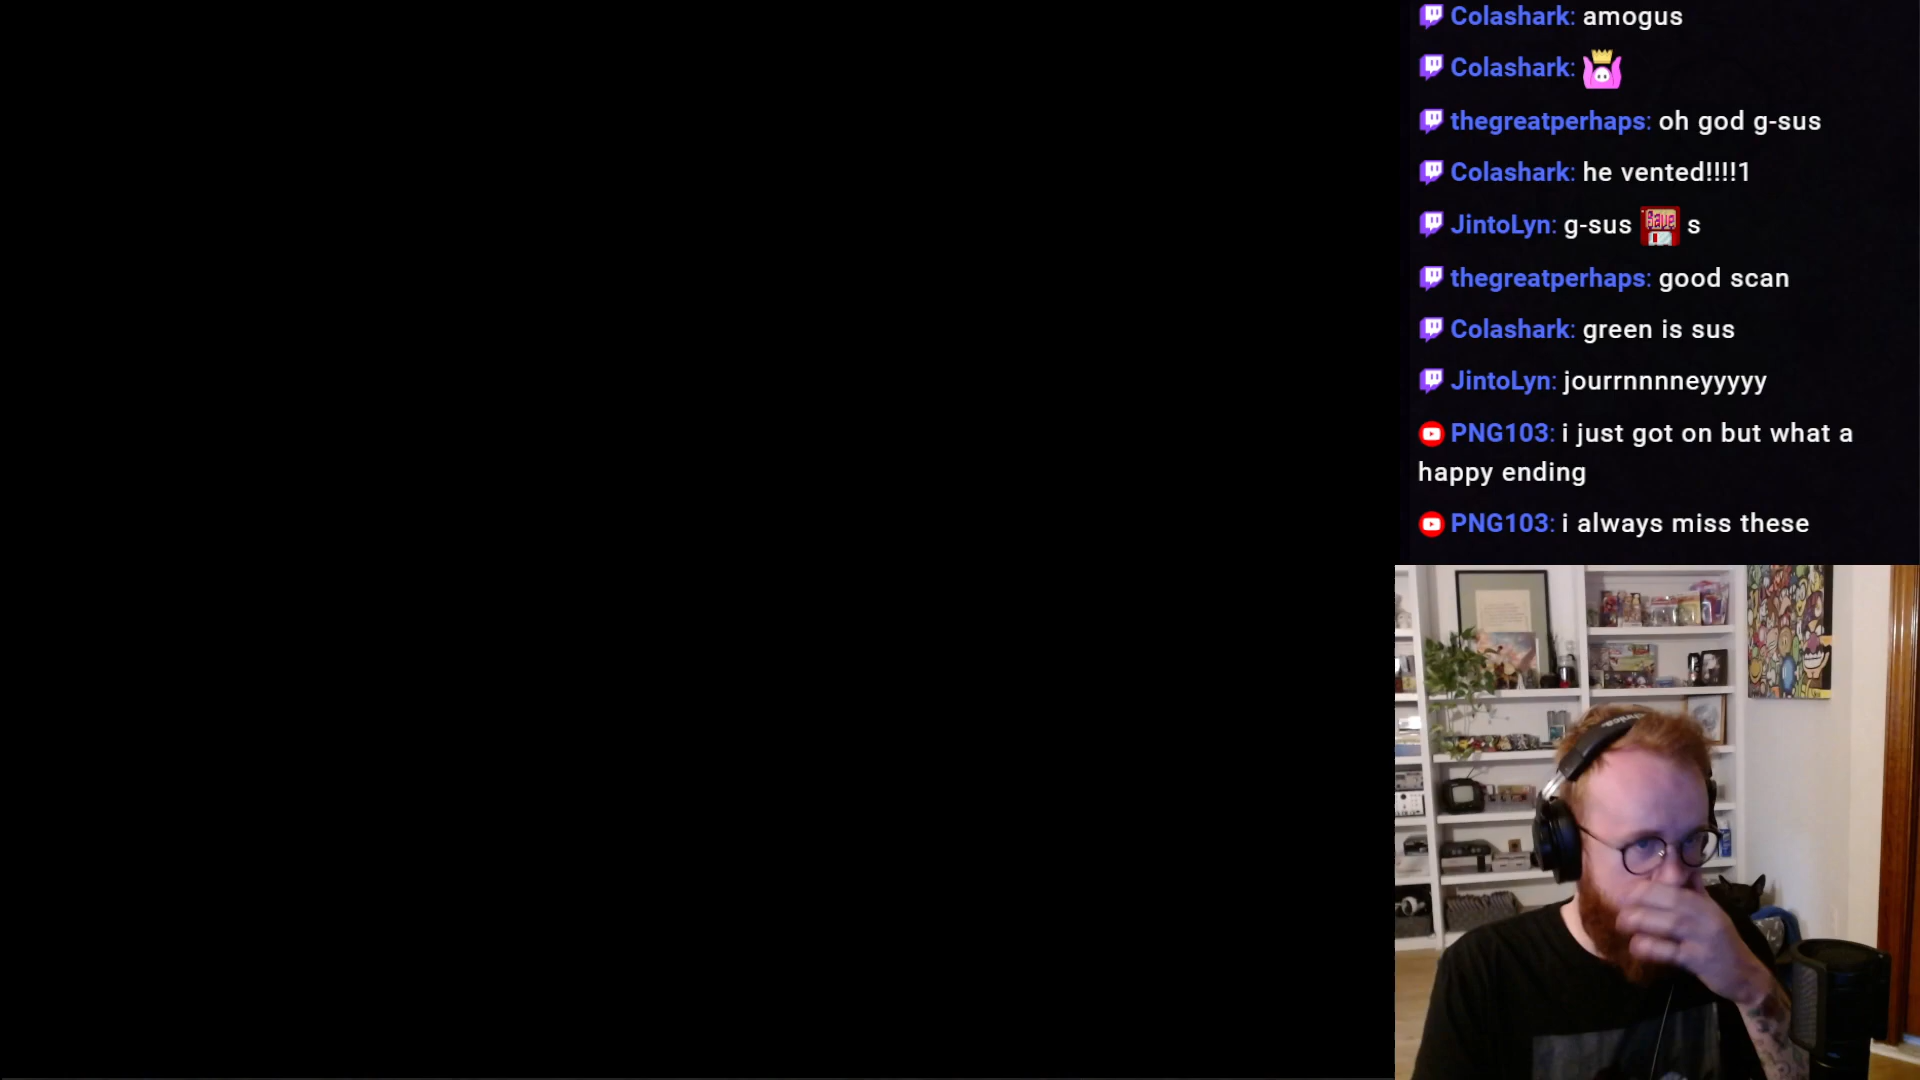 Colashark: amogus
Colashark:
thegreatperhaps: oh god g-sus
Colashark: he vented!!!!1
JintoLyn: g-sus Save s
thegreatperhaps: good scan
Colashark: green is sus
JintoLyn: jourrnnnneyyyyy
PNG103: i just got on but what a
happy ending
PNG103: i always miss these